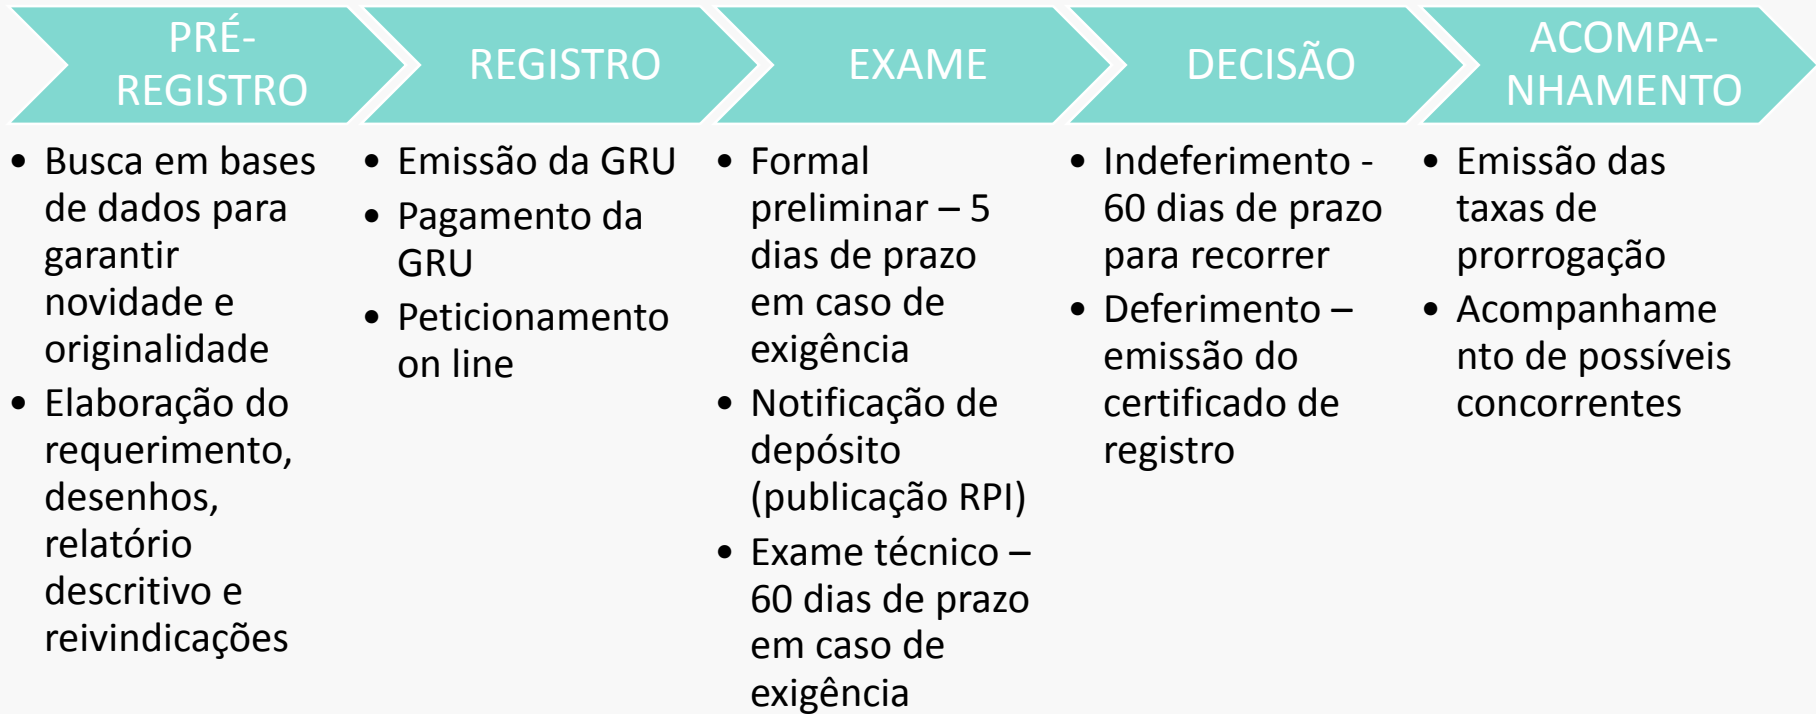 PRÉ-
REGISTRO
• Busca em bases
de dados para
garantir
novidade e
originalidade
• Elaboração do
requerimento,
desenhos,
relatório
descritivo e
reivindicações
REGISTRO
• Emissão da GRU
• Pagamento da
GRU
• Peticionamento
on line
EXAME
• Formal
preliminar – 5
dias de prazo
em caso de
exigência
• Notificação de
depósito
(publicação RPI)
• Exame técnico –
60 dias de prazo
em caso de
exigência
DECISÃO
• Indeferimento -
60 dias de prazo
para recorrer
• Deferimento –
emissão do
certificado de
registro
ACOMPA-
NHAMENTO
• Emissão das
taxas de
prorrogação
• Acompanhame
nto de possíveis
concorrentes